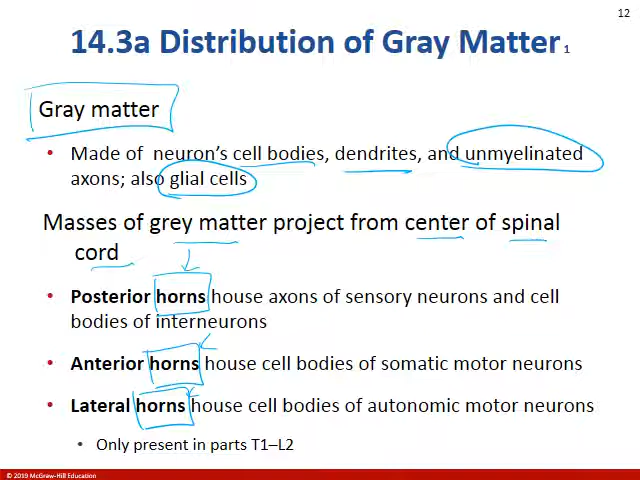 12
14.3a Distribution of Gray Matter 1
Gray matter
• Made of neuron's cell bodies, dendrites, and unmyelinated
axons; also glial cells
Masses of grey matter project from center of spinal
cord
• Posterior horns house axons of sensory neurons and cell
bodies of interneurons
• Anterior horns house cell bodies of somatic motor neurons
• Lateral horns house cell bodies of autonomic motor neurons
• Only present in parts T1–L2
© 2019 McGraw-Hill Education